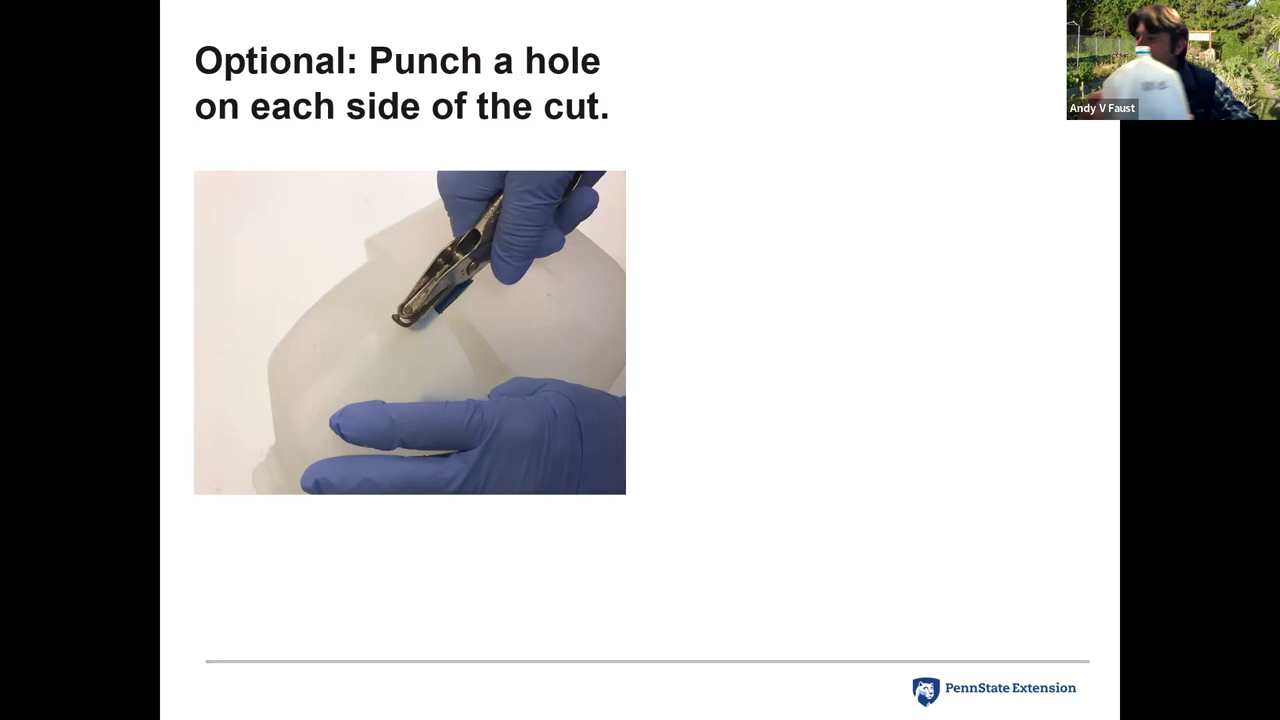 Optional: Punch a hole
on each side of the cut.
Andy V Faust
PennState Extension